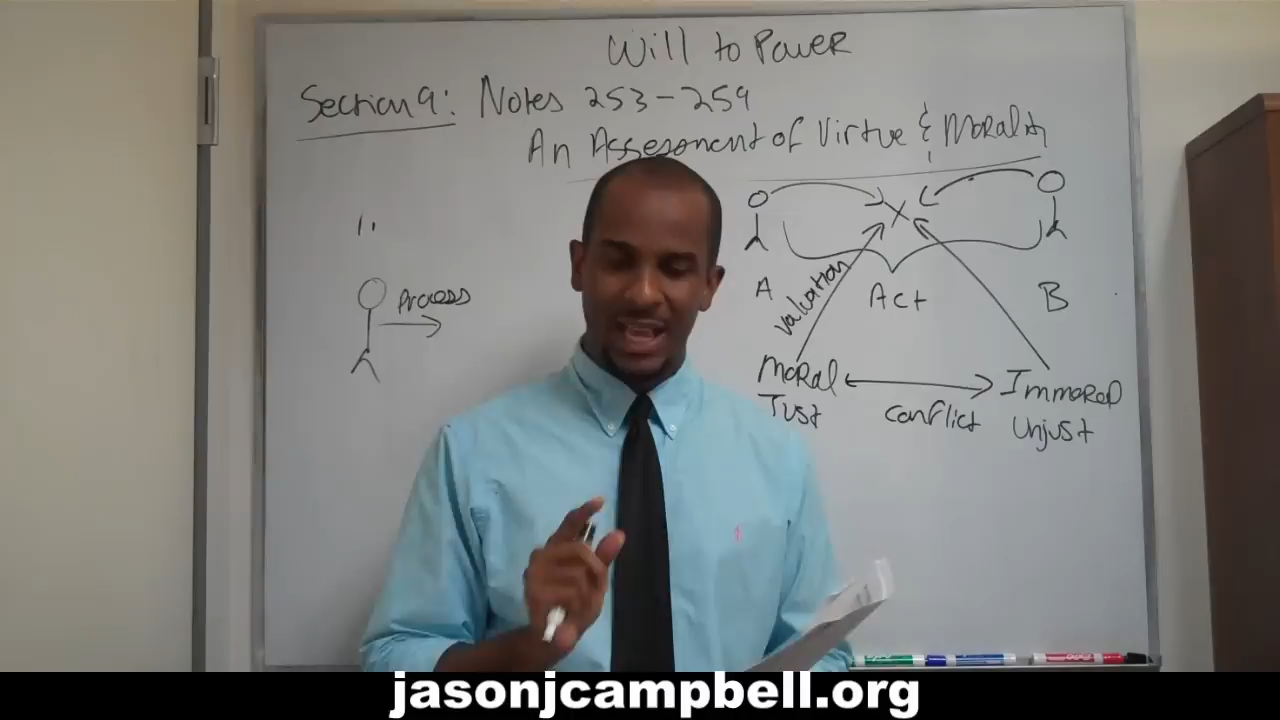 Will to Power
Section 9: Notes 253-259
An Assessment of Virtue & Morality
1.
Process
A
valuation
Act
B
Moral
Just
conflict
Immoral
Unjust
X
jasonjcampbell.org